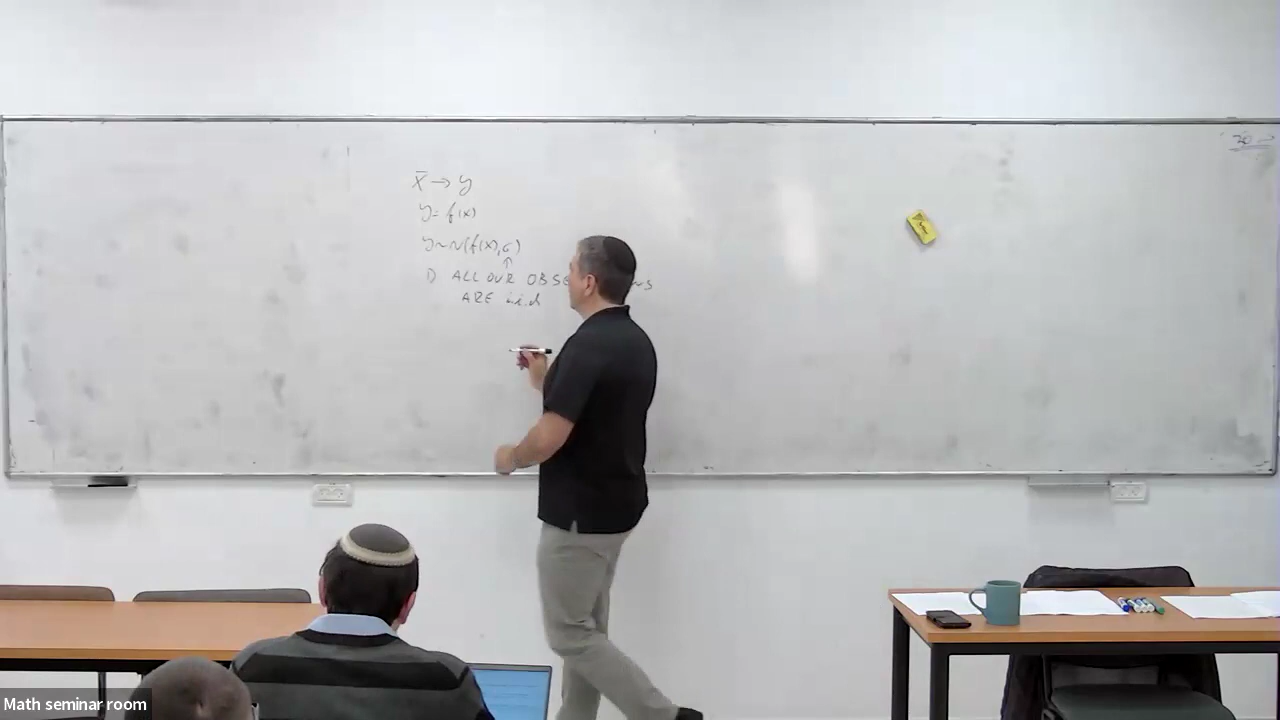 x̄ → y
y = f(x)
y ~ N(f(x), σ)
↑
1) ALL OUR OBSE
ARE i.i.d
Math seminar room